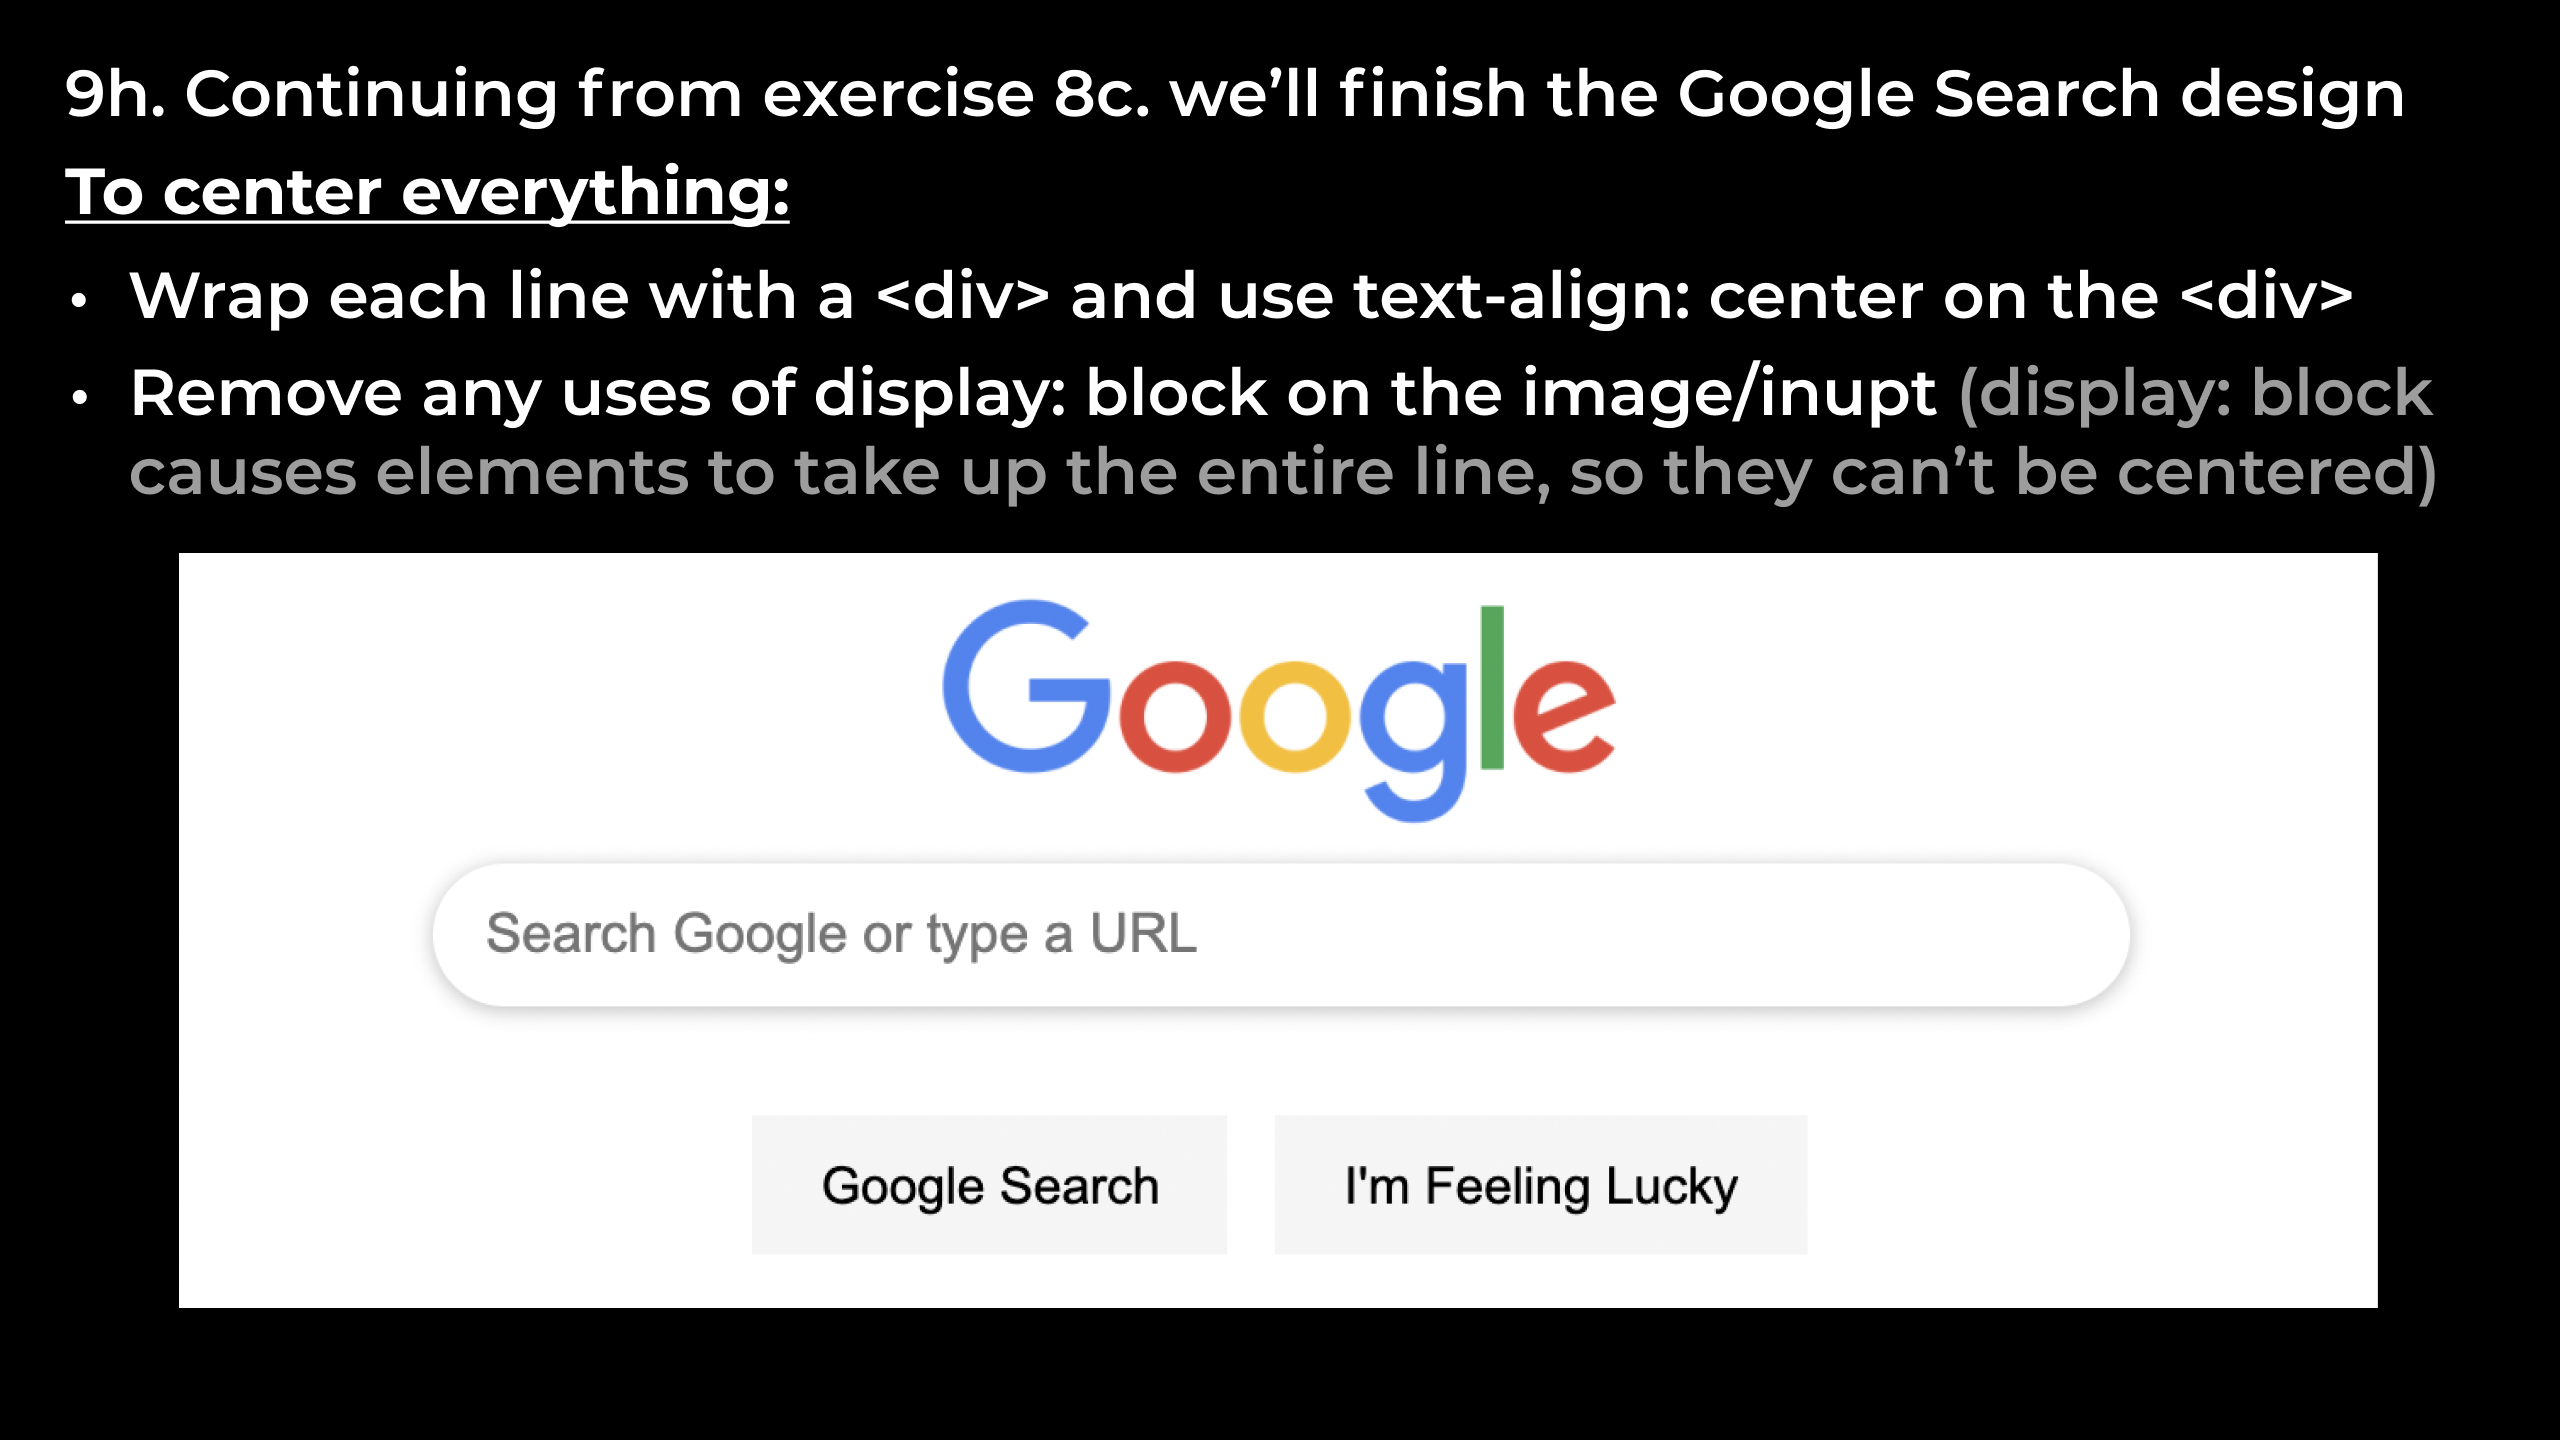 9h. Continuing from exercise 8c. we’ll finish the Google Search design
To center everything:
• Wrap each line with a <div> and use text-align: center on the <div>
• Remove any uses of display: block on the image/inupt (display: block
causes elements to take up the entire line, so they can’t be centered)
Google
Search Google or type a URL
Google Search I'm Feeling Lucky